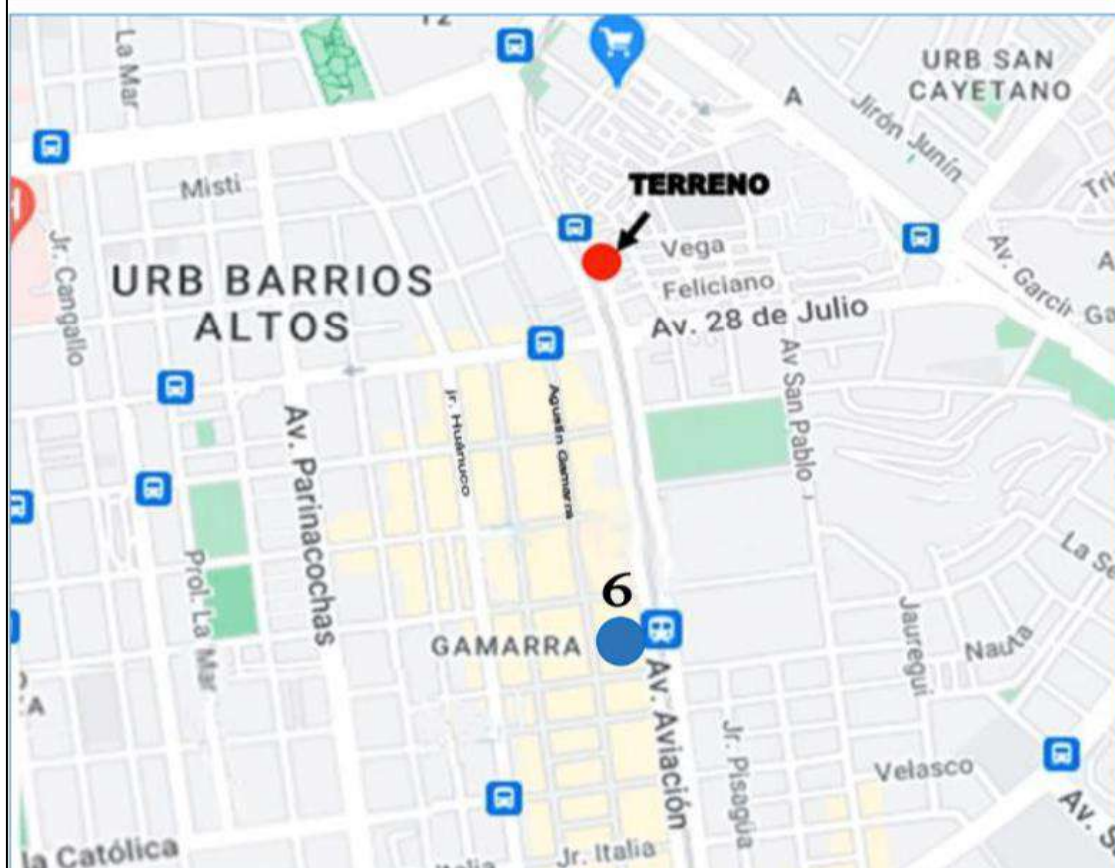 La Mar
URB SAN
CAYETANO
A
Jirón Junín
Misti
TERRENO
Vega
Feliciano
Av. 28 de Julio
Jr. Cangallo
URB BARRIOS
ALTOS
Av. Parinacochas
jr. Huánuco
Agustín Gamarra
Av San Pablo
Prol. La Mar
6
GAMARRA
Av. Aviación
Jr. Pisagua
Jauregui
Nauta
Velasco
la Católica
Jr. Italia